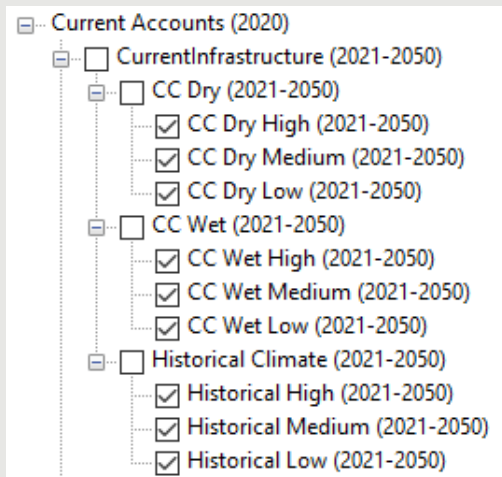 Current Accounts (2020)
CurrentInfrastructure (2021-2050)
CC Dry (2021-2050)
CC Dry High (2021-2050)
CC Dry Medium (2021-2050)
CC Dry Low (2021-2050)
CC Wet (2021-2050)
CC Wet High (2021-2050)
CC Wet Medium (2021-2050)
CC Wet Low (2021-2050)
Historical Climate (2021-2050)
Historical High (2021-2050)
Historical Medium (2021-2050)
Historical Low (2021-2050)